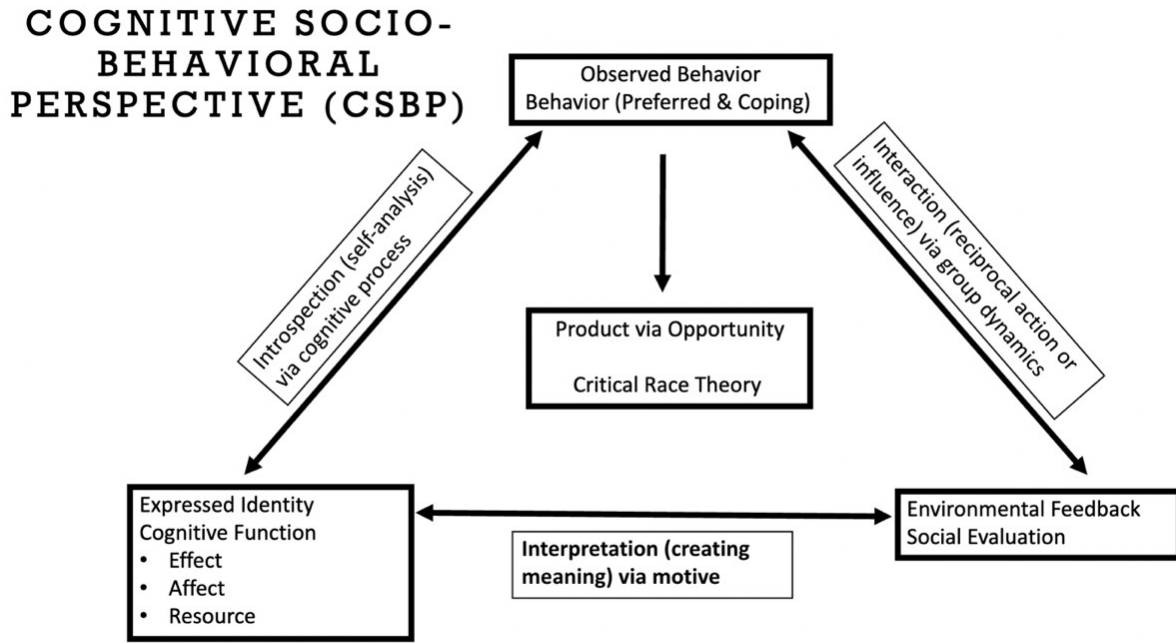 COGNITIVE SOCIO-
BEHAVIORAL
PERSPECTIVE (CSBP)
Observed Behavior
Behavior (Preferred & Coping)
Introspection (self-analysis)
via cognitive process
Interaction (reciprocal action or
influence) via group dynamics
Product via Opportunity
Critical Race Theory
Expressed Identity
Cognitive Function
• Effect
• Affect
• Resource
Interpretation (creating
meaning) via motive
Environmental Feedback
Social Evaluation